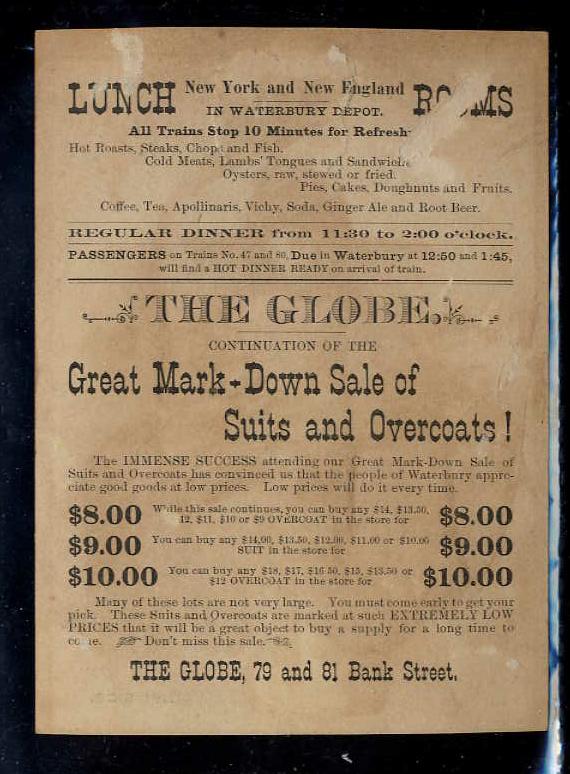 LUNCH New York and New England ROOMS
IN WATERBURY DEPOT.
All Trains Stop 10 Minutes for Refresh
Hot Roasts, Steaks, Chops and Fish.
Cold Meats, Lambs' Tongues and Sandwiches
Oysters, raw, stewed or fried.
Pies, Cakes, Doughnuts and Fruits.
Coffee, Tea, Apollinaris, Vichy, Soda, Ginger Ale and Root Beer.
REGULAR DINNER from 11:30 to 2:00 o'clock.
PASSENGERS on Trains No. 47 and 80, Due in Waterbury at 12:50 and 1:45,
will find a HOT DINNER READY on arrival of train.
THE GLOBE.
CONTINUATION OF THE
Great Mark-Down Sale of
Suits and Overcoats!
The IMMENSE SUCCESS attending our Great Mark-Down Sale of
Suits and Overcoats has convinced us that the people of Waterbury appre-
ciate good goods at low prices. Low prices will do it every time.
$8.00 While this sale continues, you can buy any $14, $13.50, $8.00
12, $11, $10 or $9 OVERCOAT in the store for
$9.00 You can buy any $14.00, $13.50, $12.00, $11.00 or $10.00 $9.00
SUIT in the store for
$10.00 You can buy any $18, $17, $16.50, $15, $13.50 or $10.00
$12 OVERCOAT in the store for
Many of these lots are not very large. You must come early to get your
pick. These Suits and Overcoats are marked at such EXTREMELY LOW
PRICES that it will be a great object to buy a supply for a long time to
come. Don't miss this sale.
THE GLOBE, 79 and 81 Bank Street.